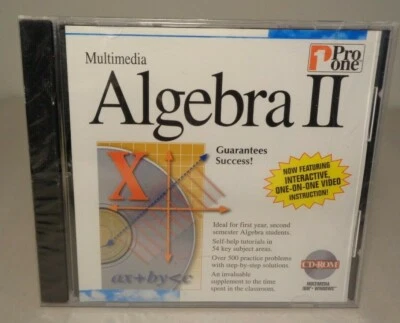 Multimedia
Pro
one
Algebra II
Guarantees
Success!
X
NOW FEATURING
INTERACTIVE,
ONE-ON-ONE VIDEO
INSTRUCTION!
Ideal for first year, second
semester Algebra students.
Self-help tutorials in
54 key subject areas.
Over 500 practice problems
with step-by-step solutions.
An invaluable
supplement to the time
spent in the classroom.
ax+by<c
CD-ROM
MULTIMEDIA